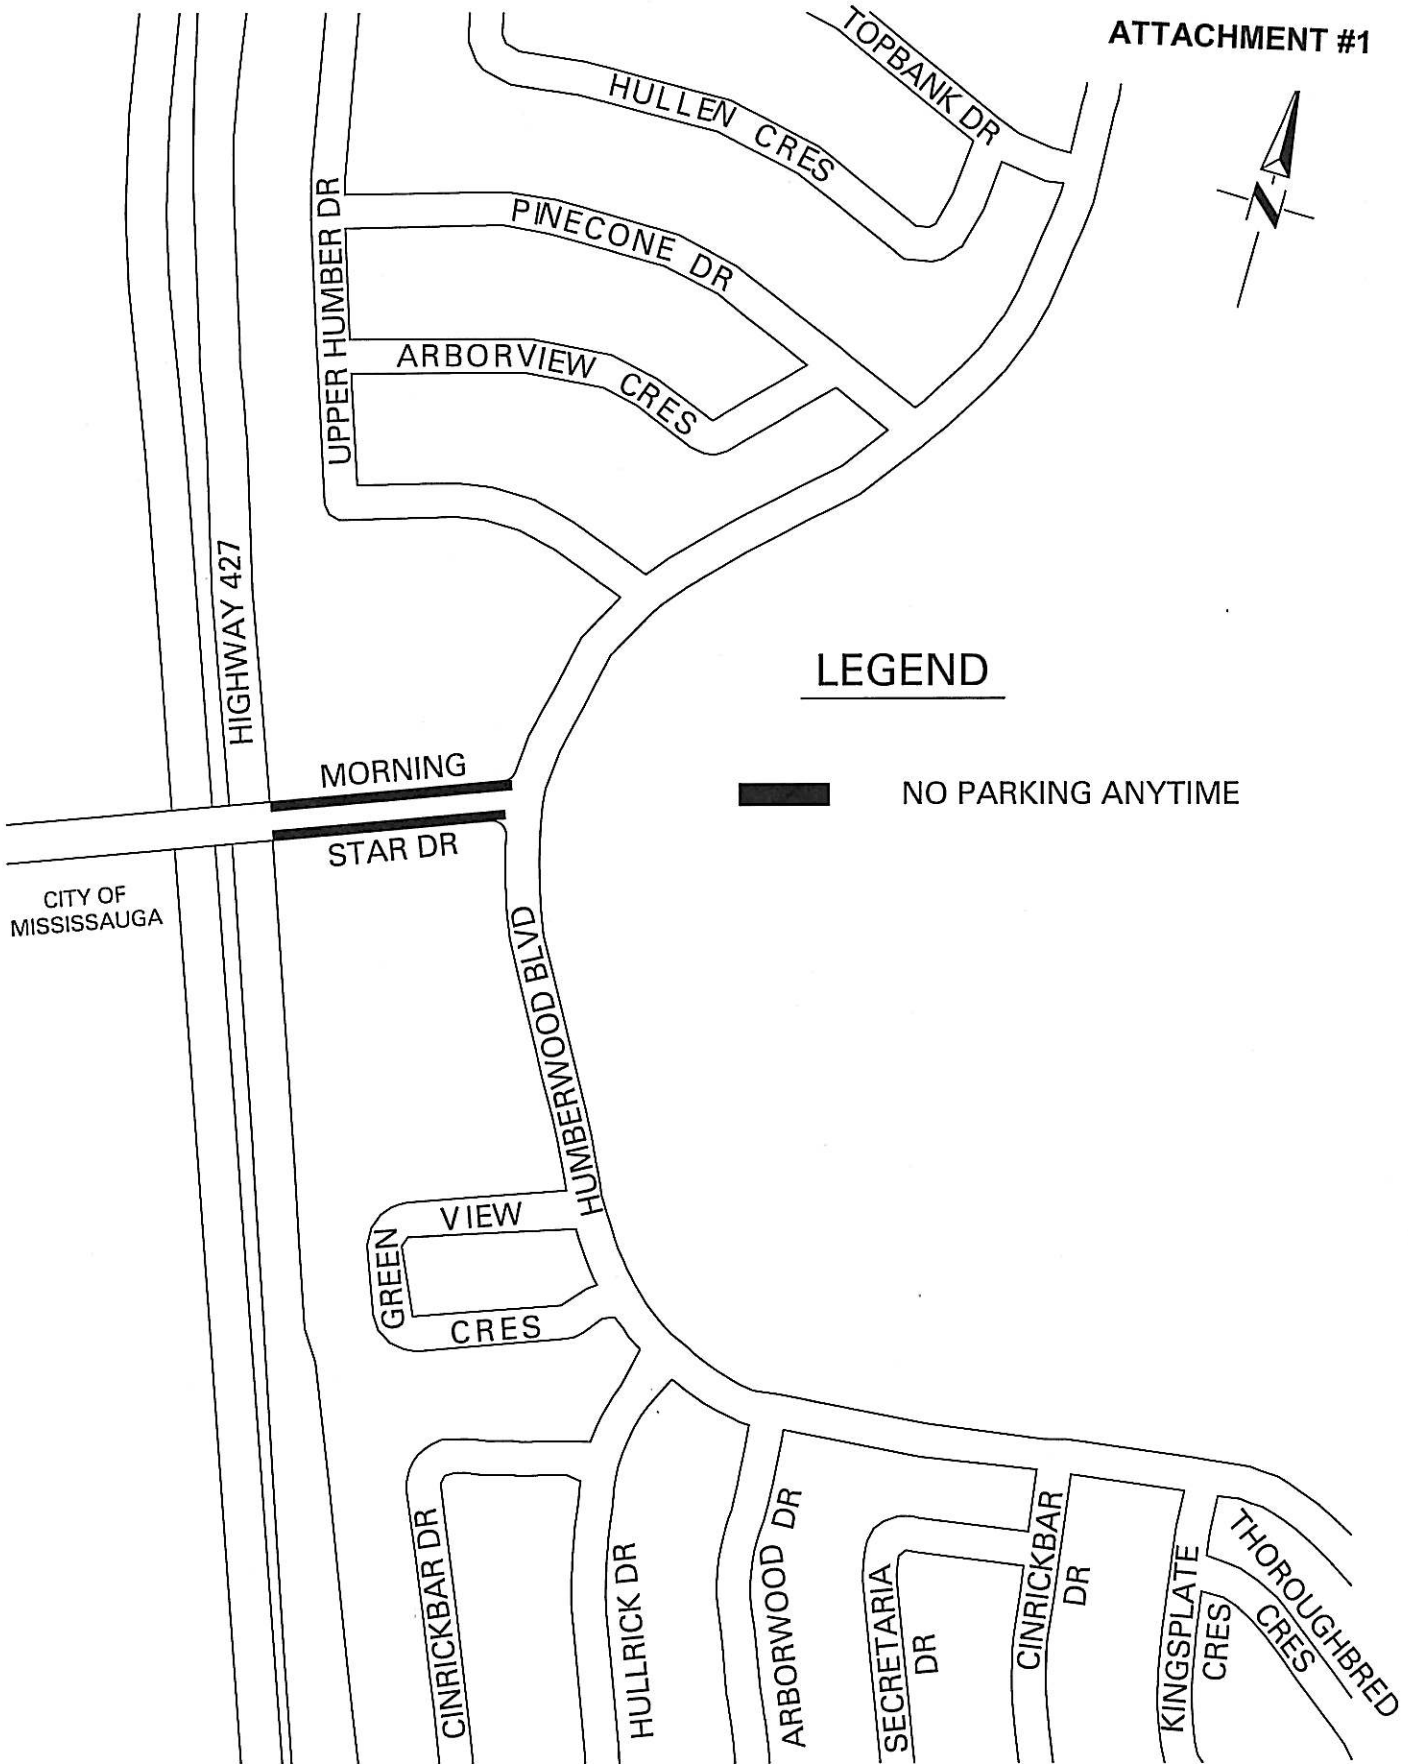 ATTACHMENT #1
TOPBANK DR
HULLEN CRES
N
PINECONE DR
UPPER HUMBER DR
ARBORVIEW CRES
HIGHWAY 427
LEGEND
NO PARKING ANYTIME
MORNING
STAR DR
CITY OF
MISSISSAUGA
HUMBERWOOD BLVD
VIEW
GREEN
CRES
CINRICKBAR DR
HULLRICK DR
ARBORWOOD DR
SECRETARIA
DR
CINRICKBAR
DR
KINGSPLATE
CRES
THOROUGHBRED
CRES